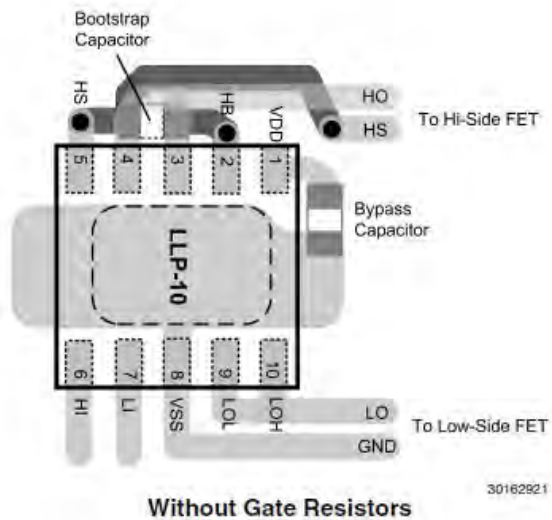 Bootstrap
Capacitor
HS
HB
VDD
HO
HS
To Hi-Side FET
5
4
3
2
1
Bypass
Capacitor
LLP-10
6
7
8
9
10
HI
LI
VSS
LOL
LOH
LO
GND
To Low-Side FET
30162921
Without Gate Resistors